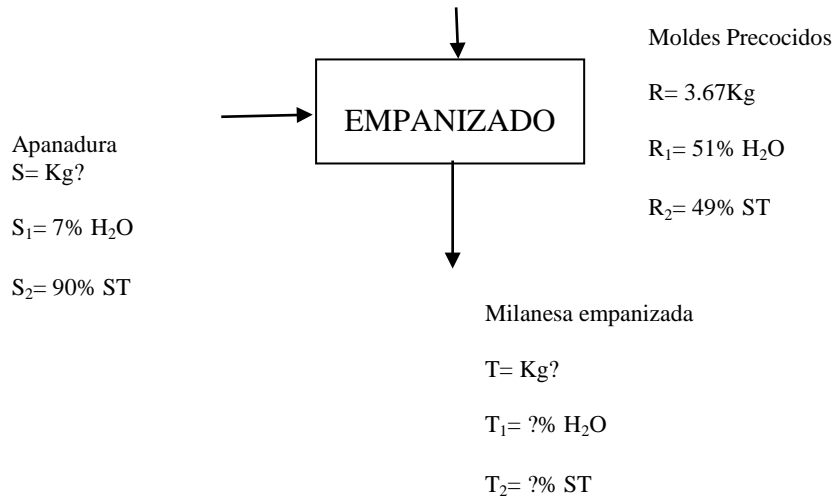 Moldes Precocidos
R= 3.67Kg
R₁= 51% H₂O
R₂= 49% ST
EMPANIZADO
Apanadura
S= Kg?
S₁= 7% H₂O
S₂= 90% ST
Milanesa empanizada
T= Kg?
T₁= ?% H₂O
T₂= ?% ST